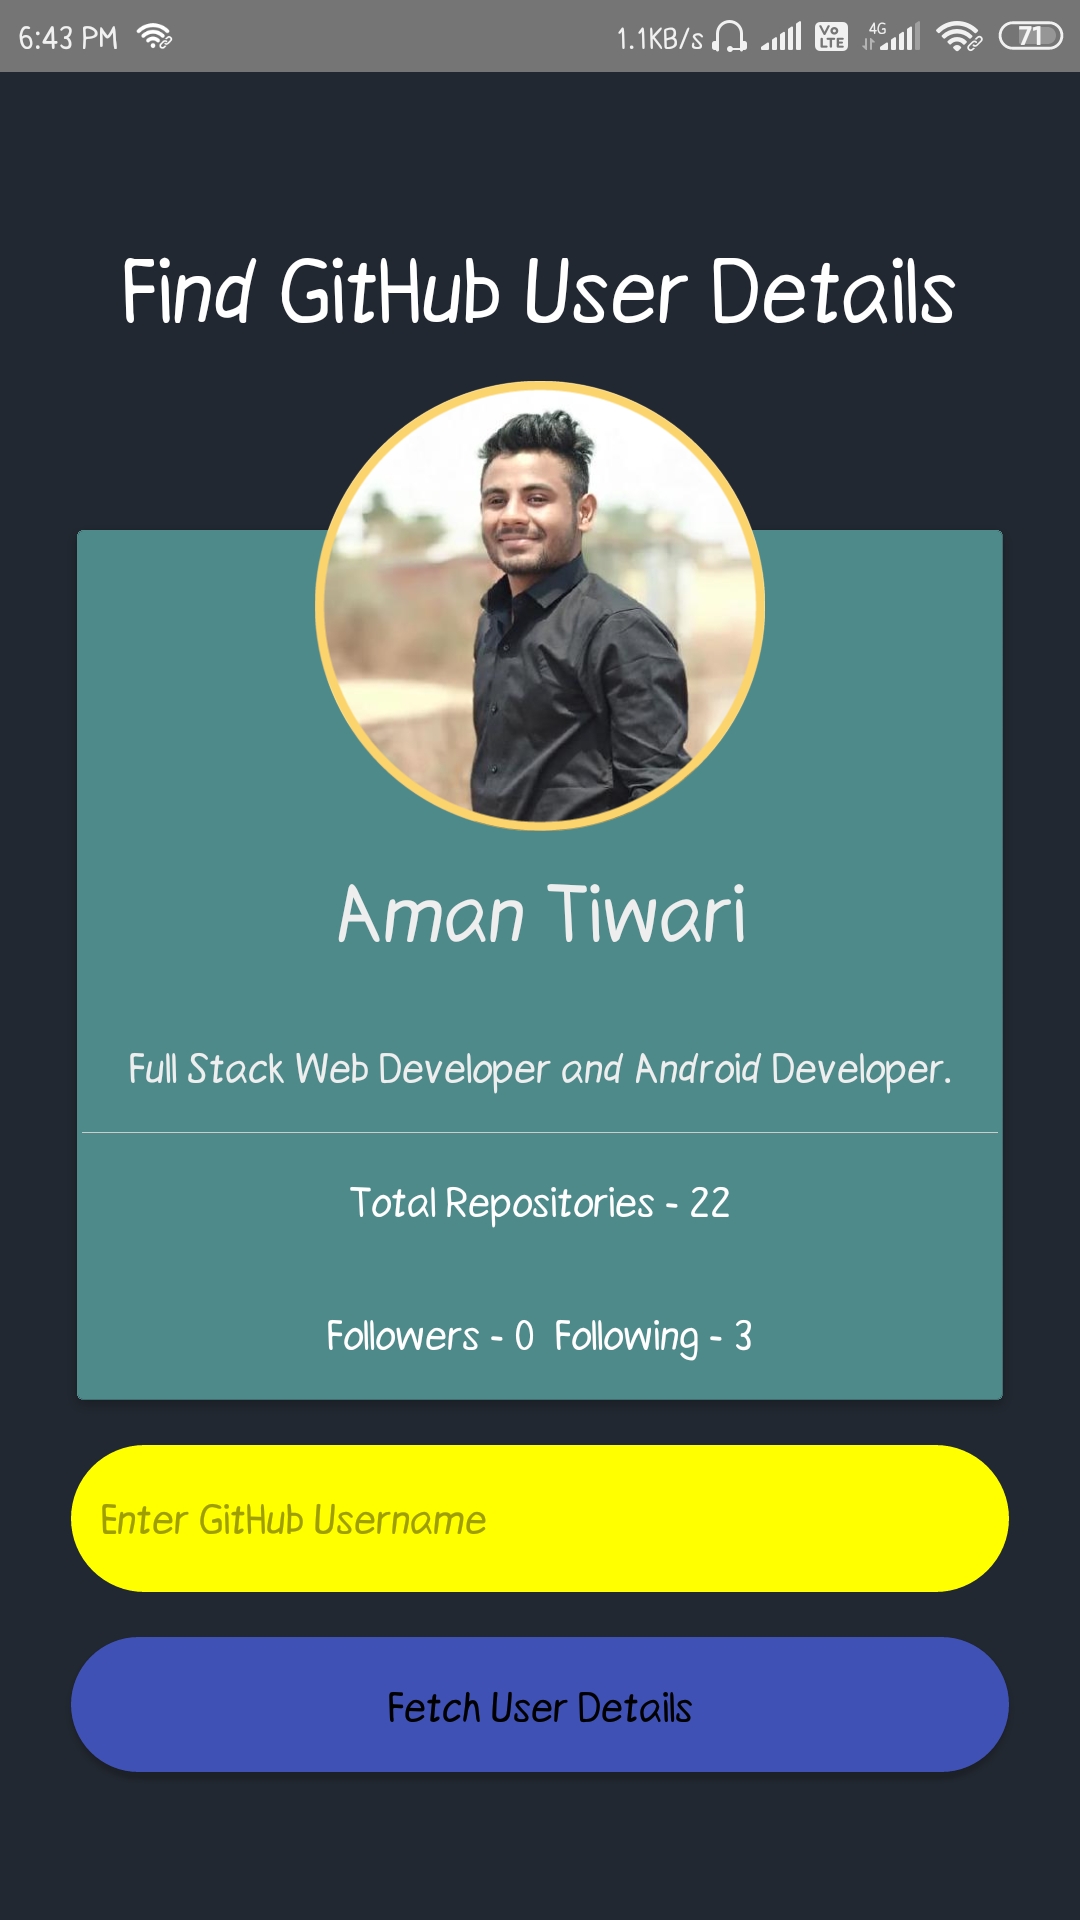 6:43 PM 1.1KB/s Vo LTE 4G 71
Find GitHub User Details
Aman Tiwari
Full Stack Web Developer and Android Developer.
Total Repositories - 22
Followers - 0 Following - 3
Enter GitHub Username
Fetch User Details